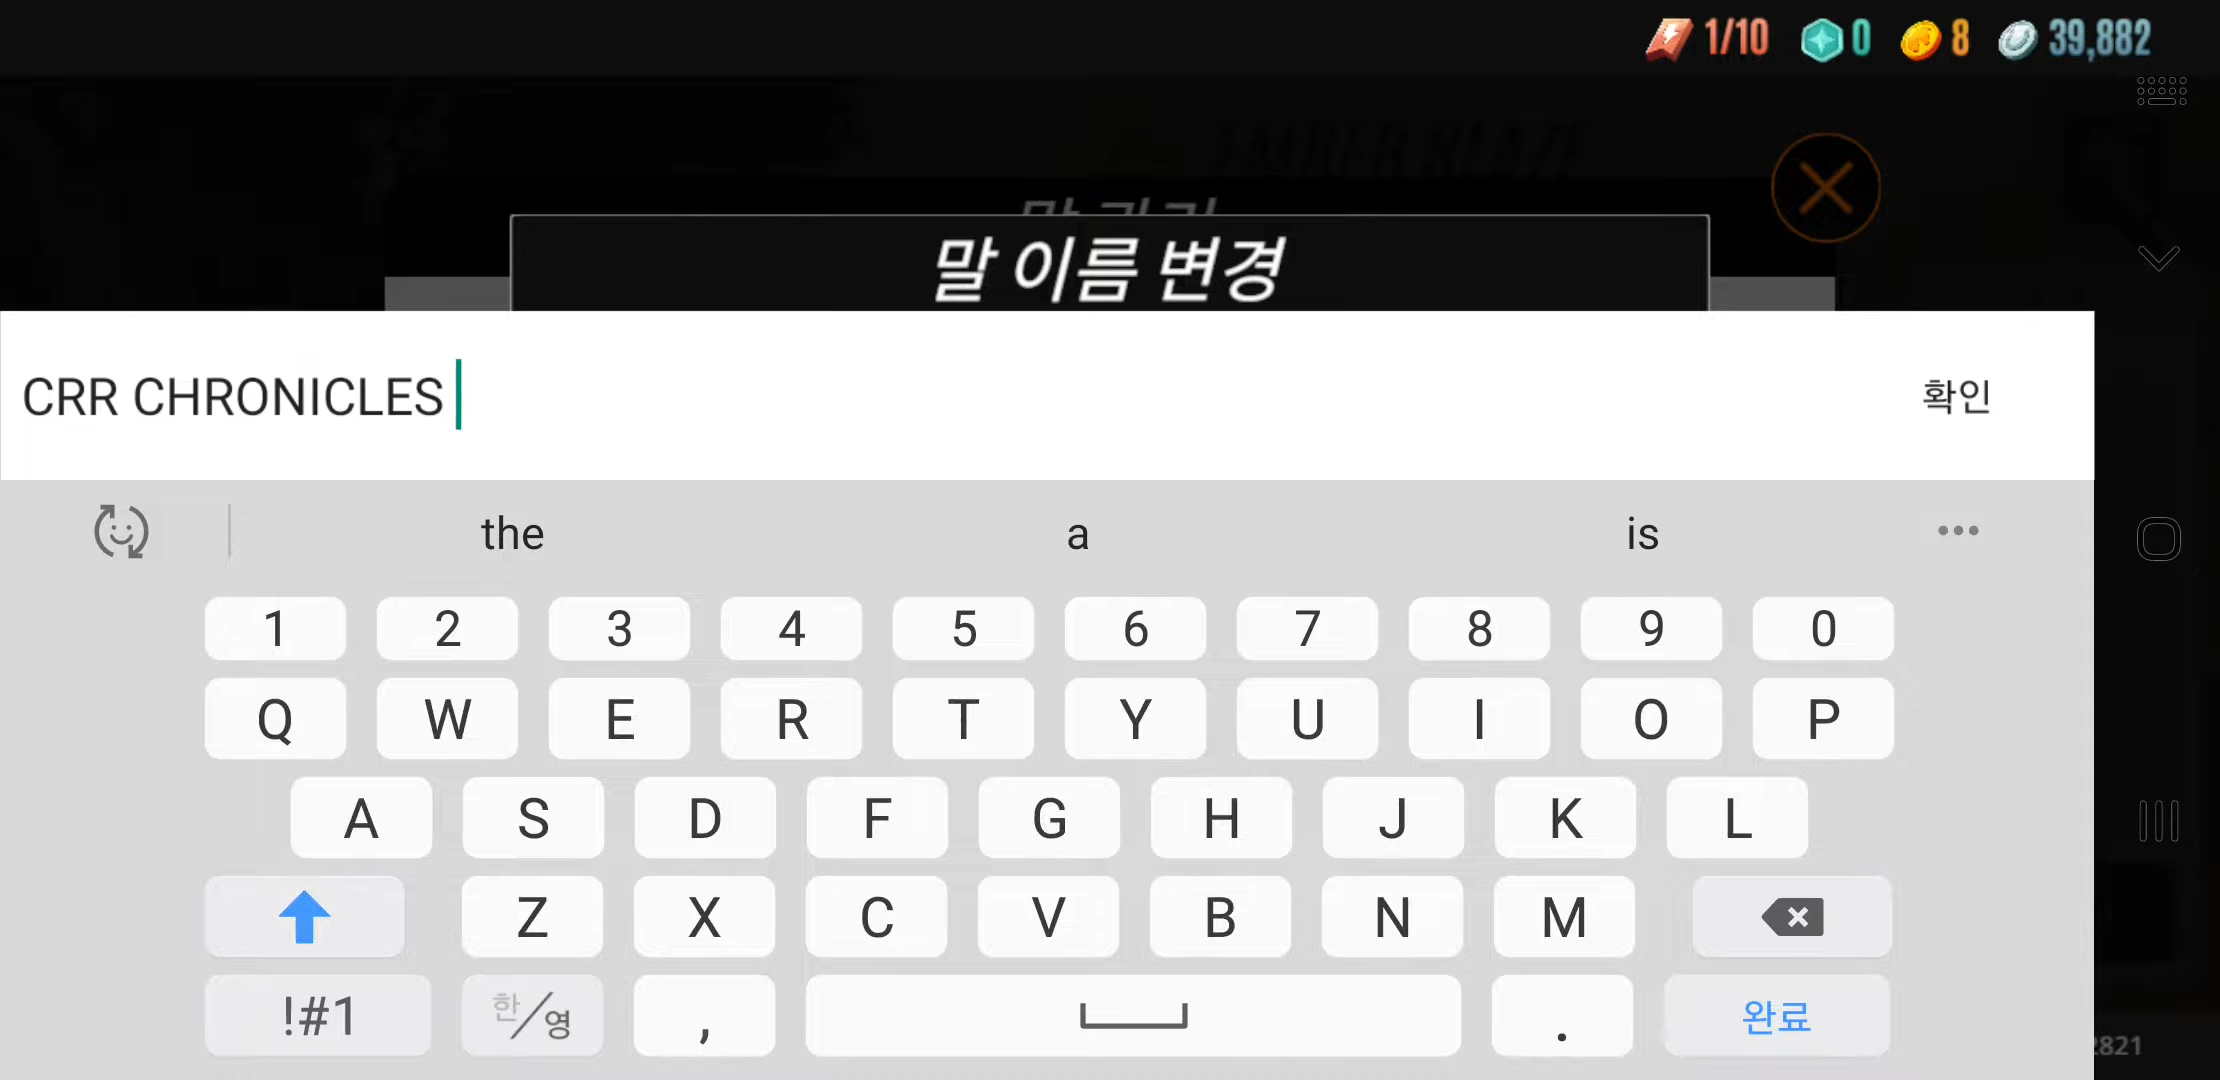 1/10 0 8 39,882
말 이름 변경
CRR CHRONICLES
확인
the a is
1 2 3 4 5 6 7 8 9 0
Q W E R T Y U I O P
A S D F G H J K L
Z X C V B N M
!#1 한/영 , . 완료
2821